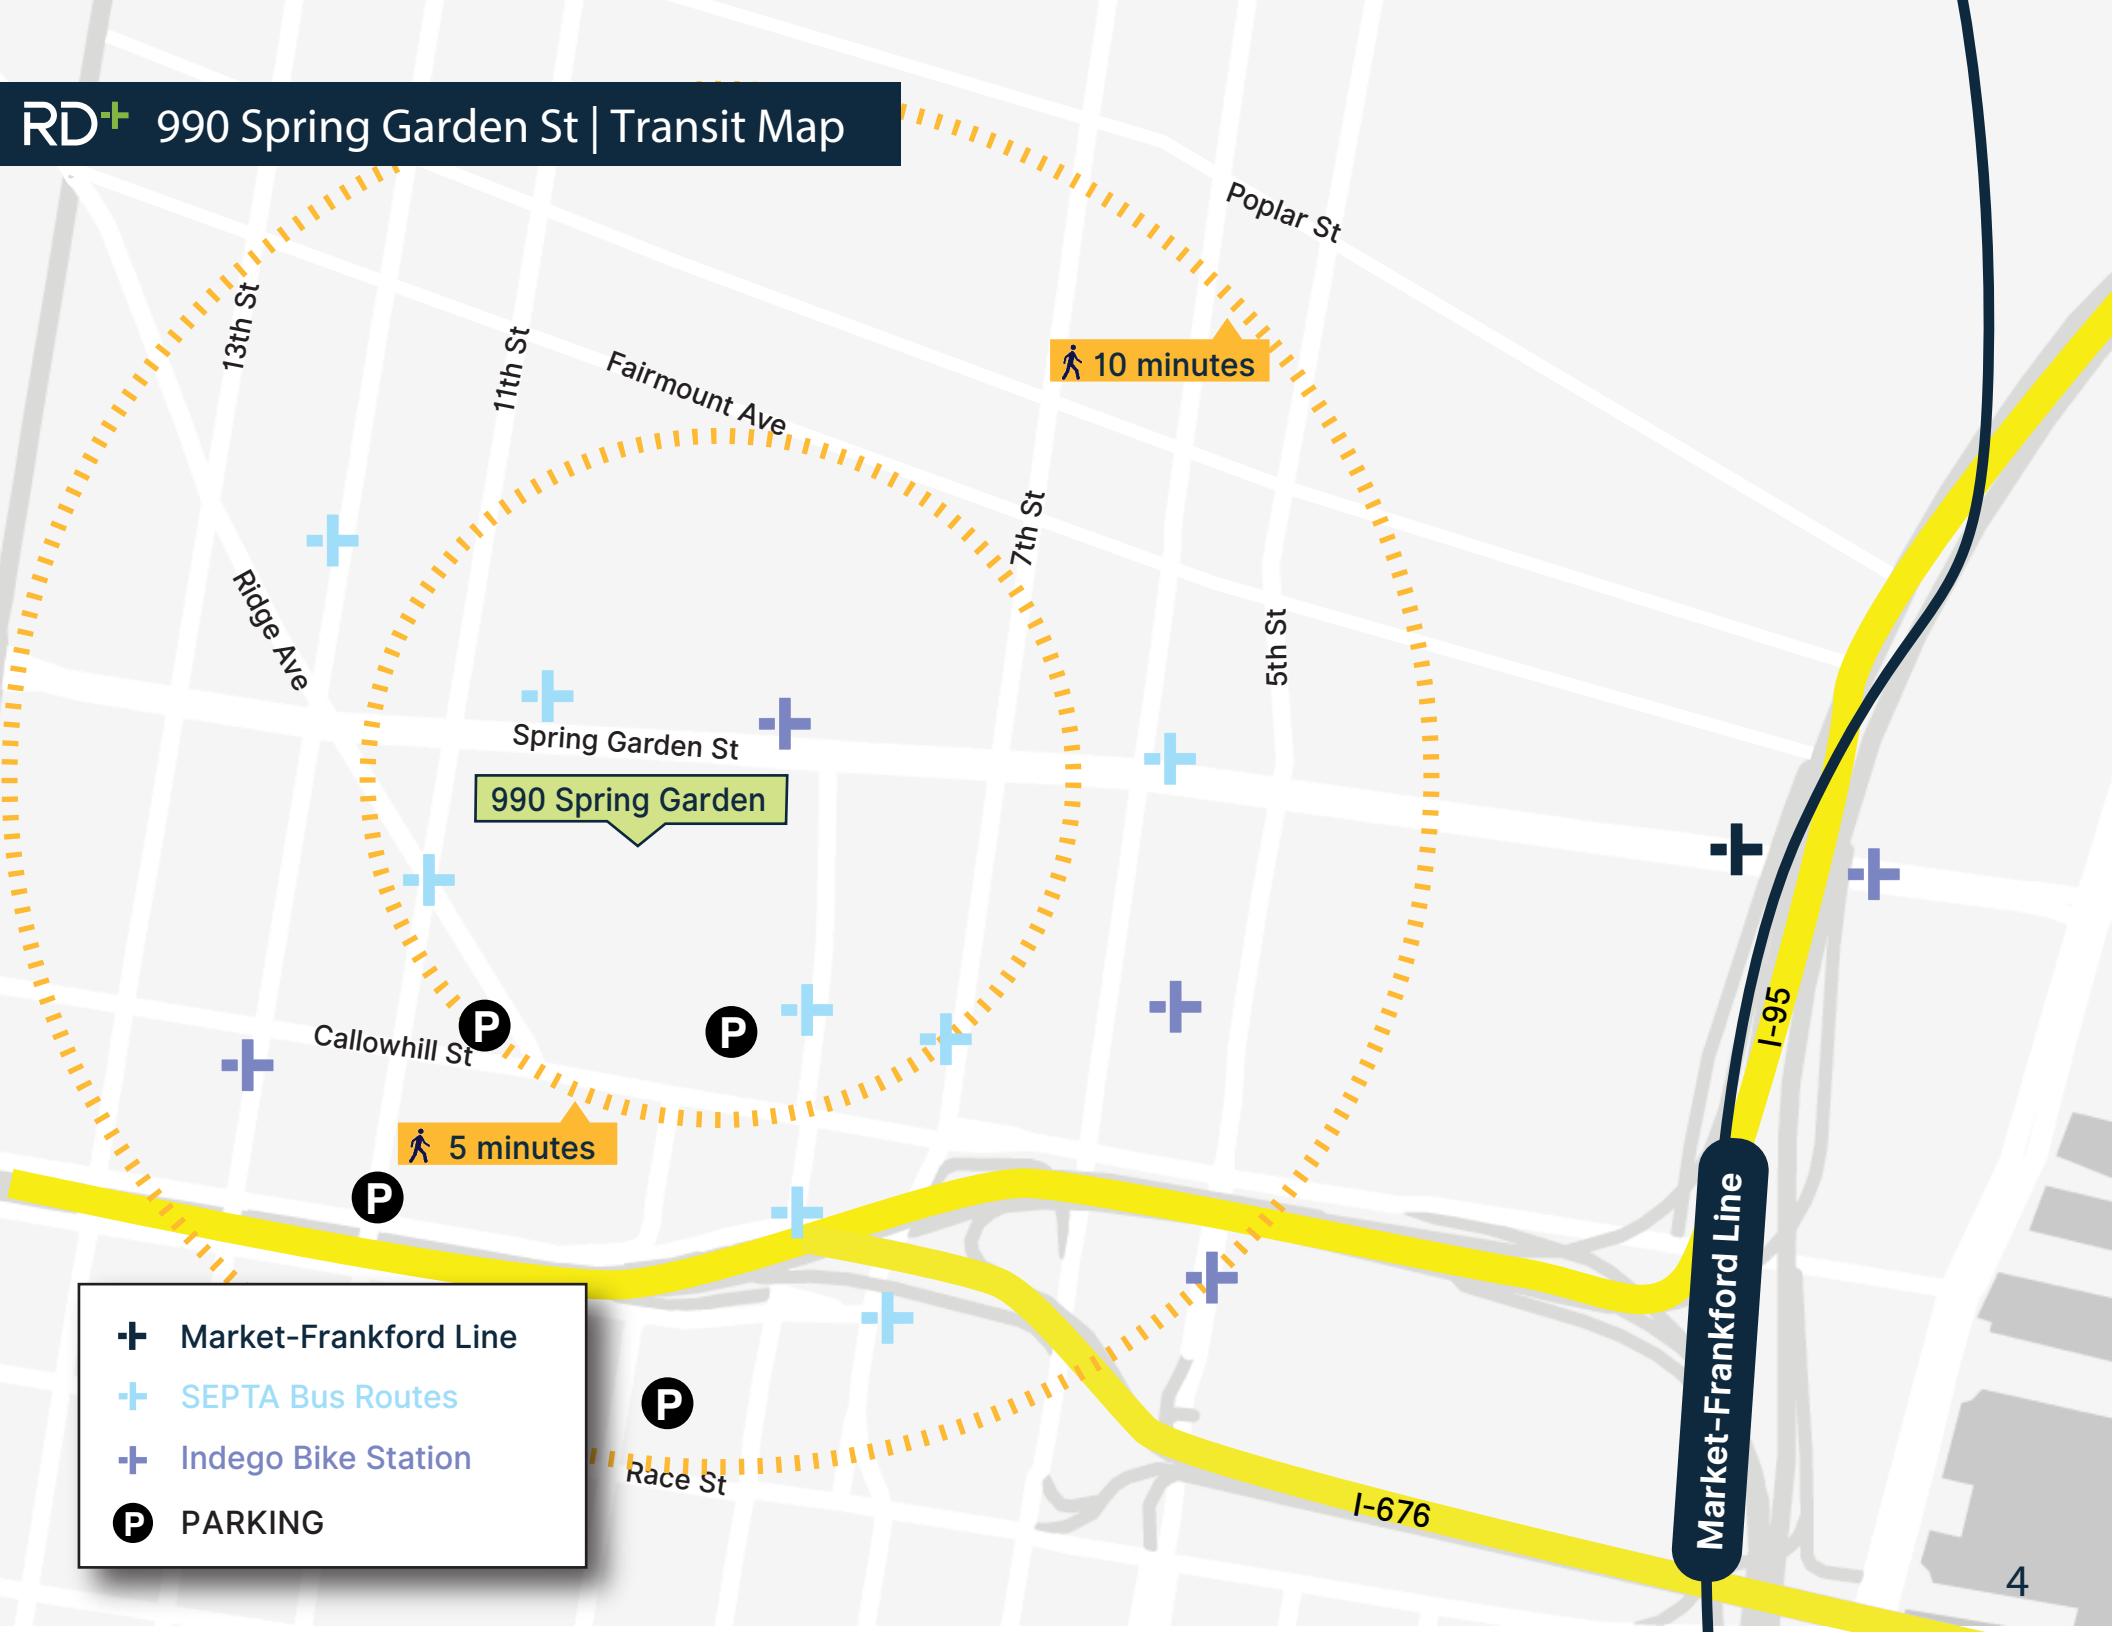 RD+ 990 Spring Garden St | Transit Map
Poplar St
13th St
11th St
Fairmount Ave
10 minutes
7th St
Ridge Ave
5th St
Spring Garden St
990 Spring Garden
I-95
P
P
Callowhill St
5 minutes
P
Market-Frankford Line
Market-Frankford Line
SEPTA Bus Routes
Indego Bike Station
P PARKING
P
Race St
I-676
4